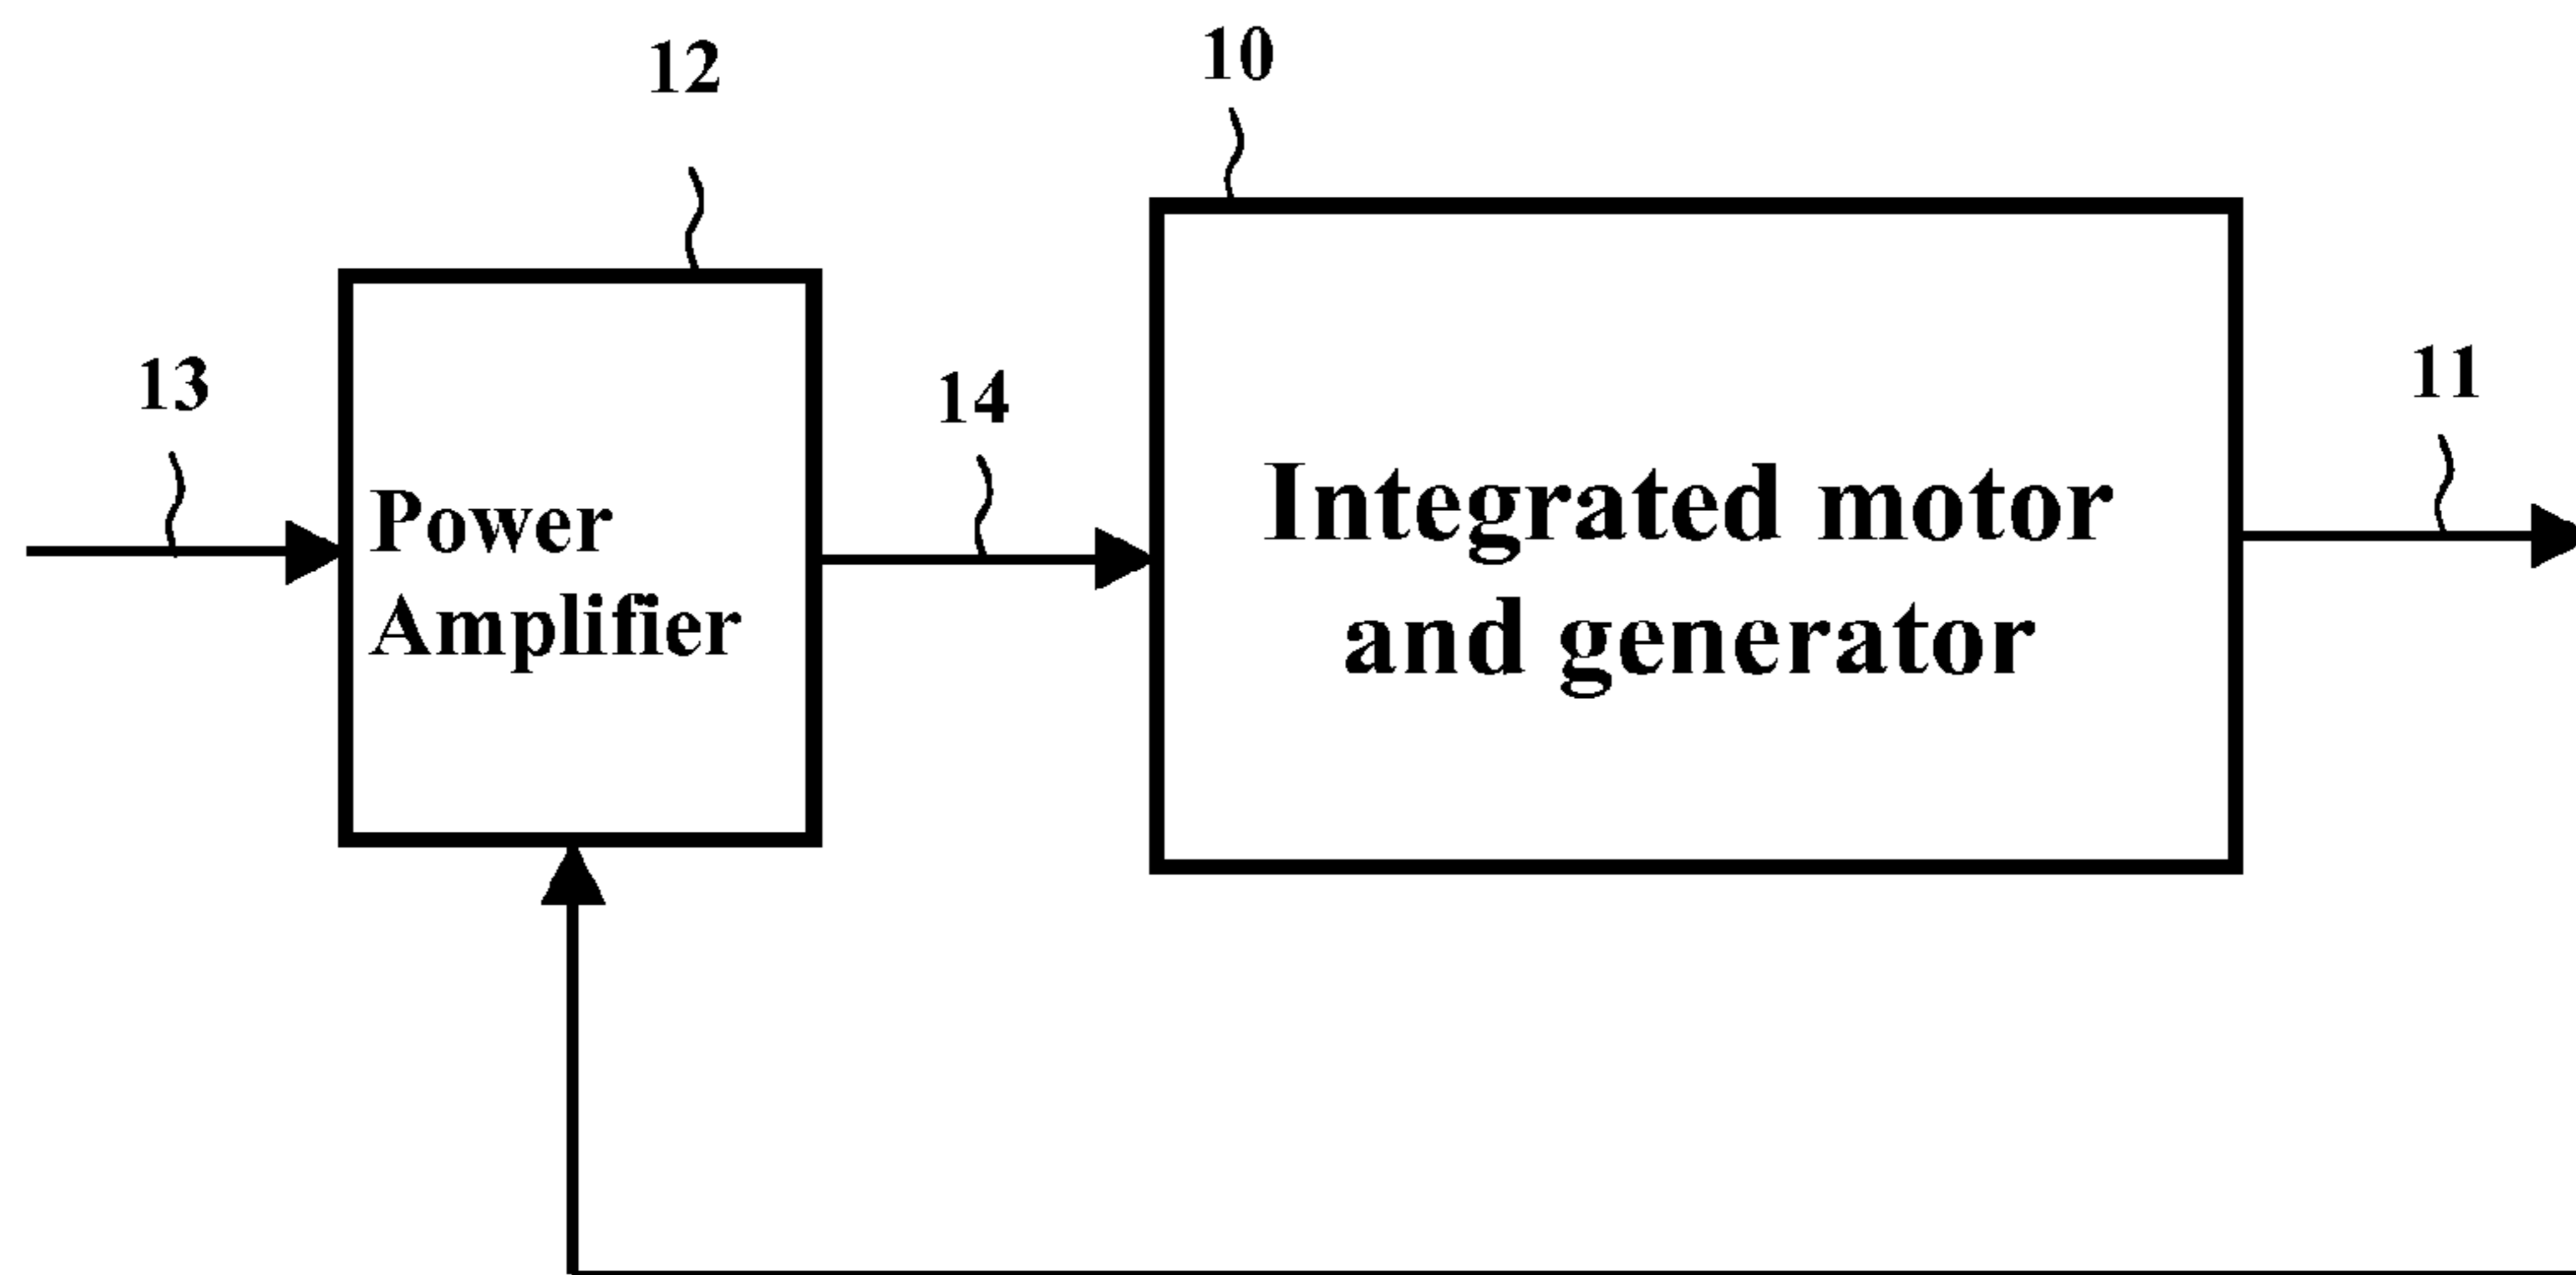 12
10
13
14
11
Power
Amplifier
Integrated motor
and generator